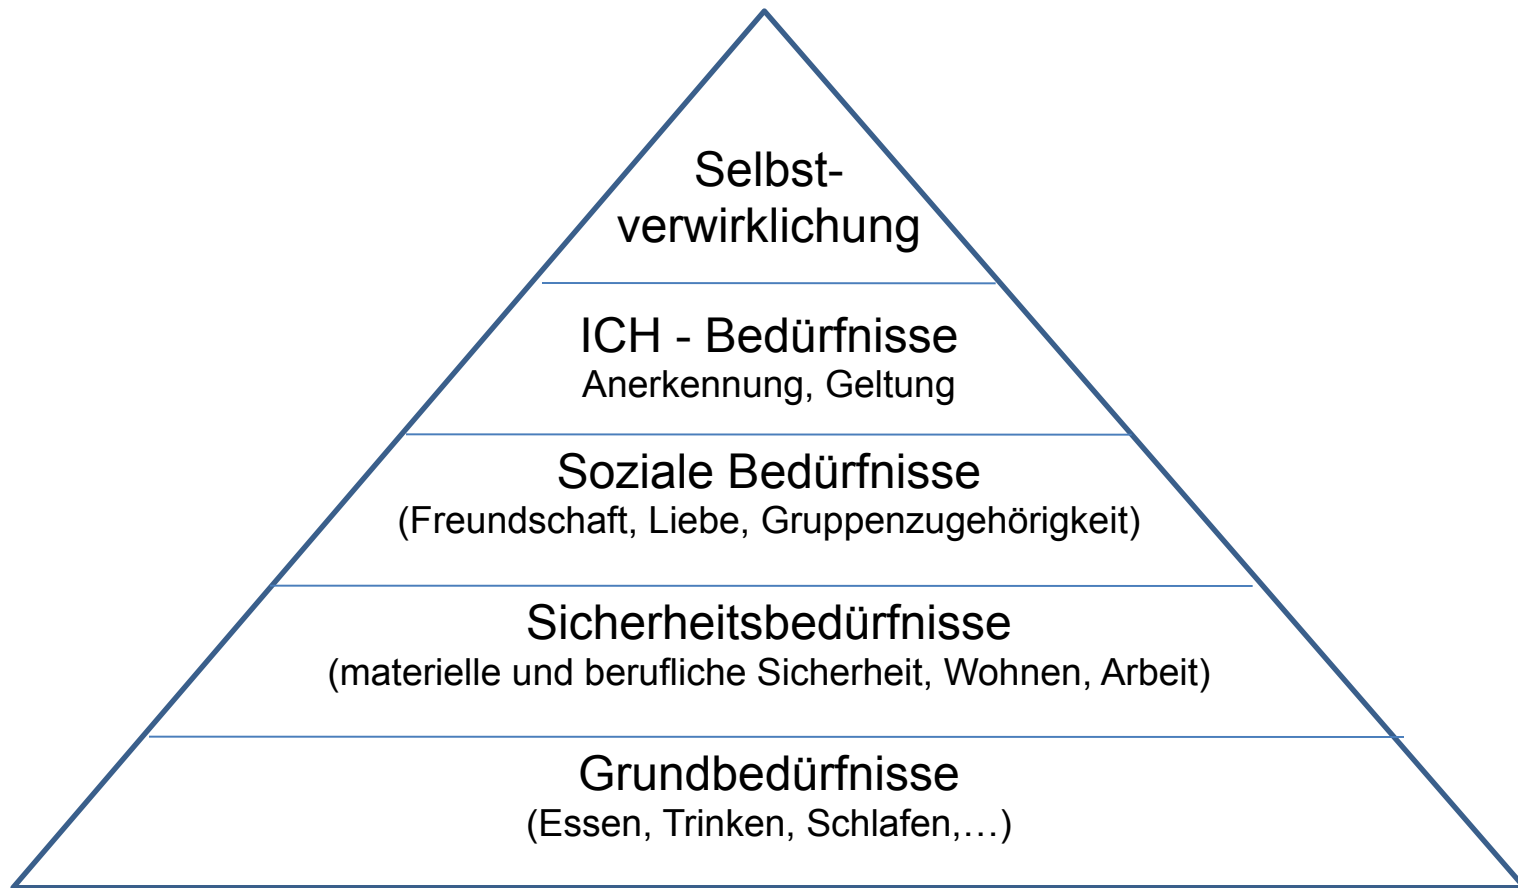 Selbst-
verwirklichung
ICH - Bedürfnisse
Anerkennung, Geltung
Soziale Bedürfnisse
(Freundschaft, Liebe, Gruppenzugehörigkeit)
Sicherheitsbedürfnisse
(materielle und berufliche Sicherheit, Wohnen, Arbeit)
Grundbedürfnisse
(Essen, Trinken, Schlafen,…)